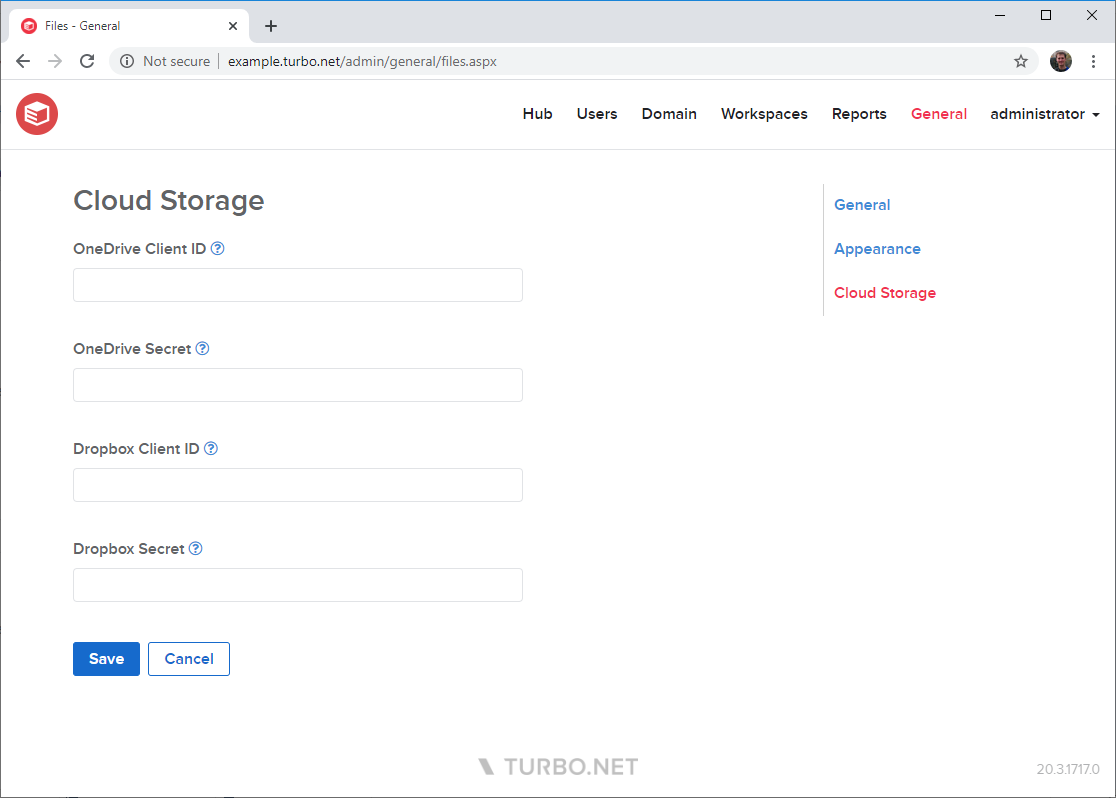 Files - General
Not secure
example.turbo.net/admin/general/files.aspx
Hub Users Domain Workspaces Reports General administrator
Cloud Storage
General
OneDrive Client ID ?
Appearance
Cloud Storage
OneDrive Secret ?
Dropbox Client ID ?
Dropbox Secret ?
Save Cancel
TURBO.NET
20.3.1717.0